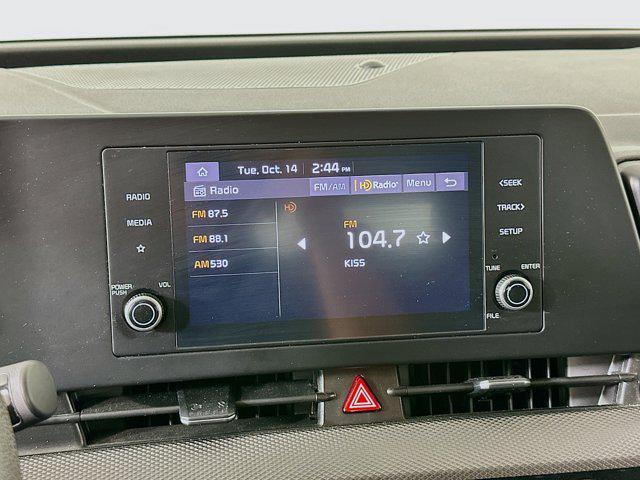 Tue, Oct. 14 2:44 PM
Radio FM/AM HD Radio Menu
FM 87.5
FM 88.1
AM 530
HD
FM
104.7
KISS
RADIO
MEDIA
POWER PUSH VOL
<SEEK
TRACK>
SETUP
TUNE ENTER
FILE